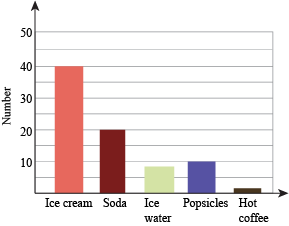 50
40
30
20
10
Number
Ice cream
Soda
Ice
water
Popsicles
Hot
coffee